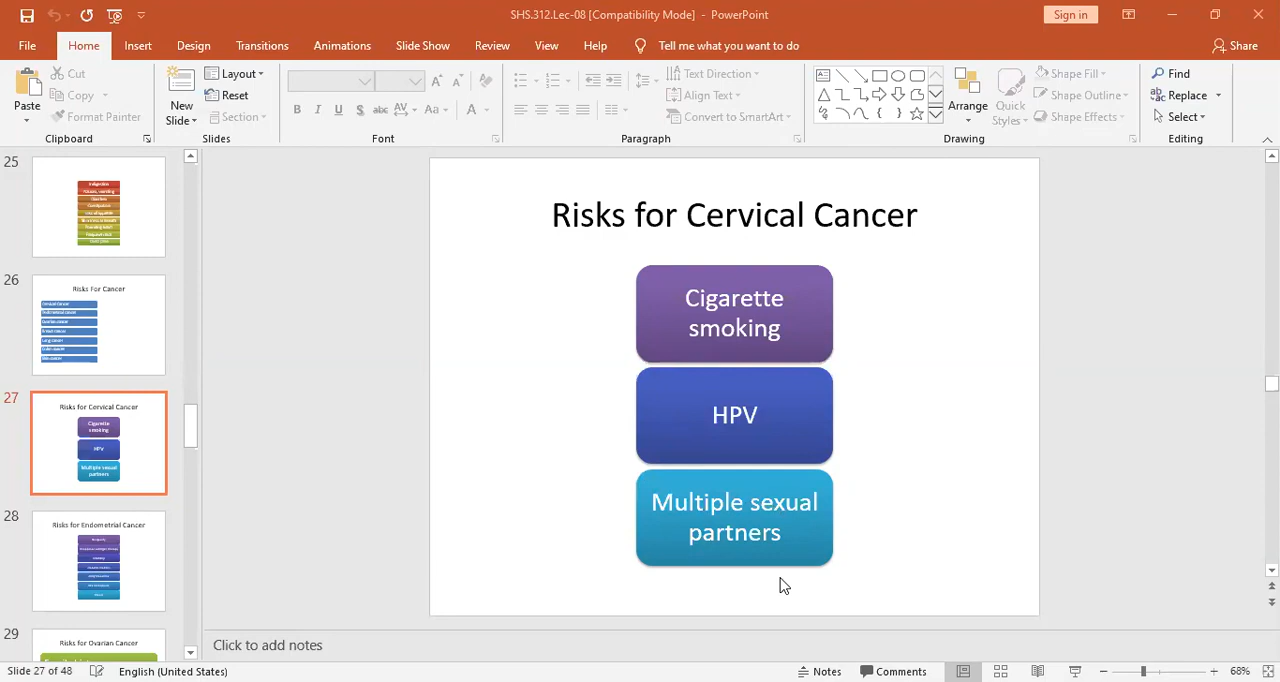 SHS.312.Lec-08 [Compatibility Mode] - PowerPoint
Sign in
File Home Insert Design Transitions Animations Slide Show Review View Help Tell me what you want to do
Share
Paste
Cut
Copy
Format Painter
Clipboard
New Slide
Layout
Reset
Section
Slides
B I U S abc AV Aa A
Font
Text Direction
Align Text
Convert to SmartArt
Paragraph
Arrange
Quick Styles
Shape Fill
Shape Outline
Shape Effects
Drawing
Find
Replace
Select
Editing
25
26
Risks For Cancer
27
Risks for Cervical Cancer
Cigarette
smoking
HPV
Multiple sexual
partners
28
Risks for Endometrial Cancer
29
Risks for Ovarian Cancer
Risks for Cervical Cancer
Cigarette
smoking
HPV
Multiple sexual
partners
Click to add notes
Slide 27 of 48
English (United States)
Notes
Comments
68%